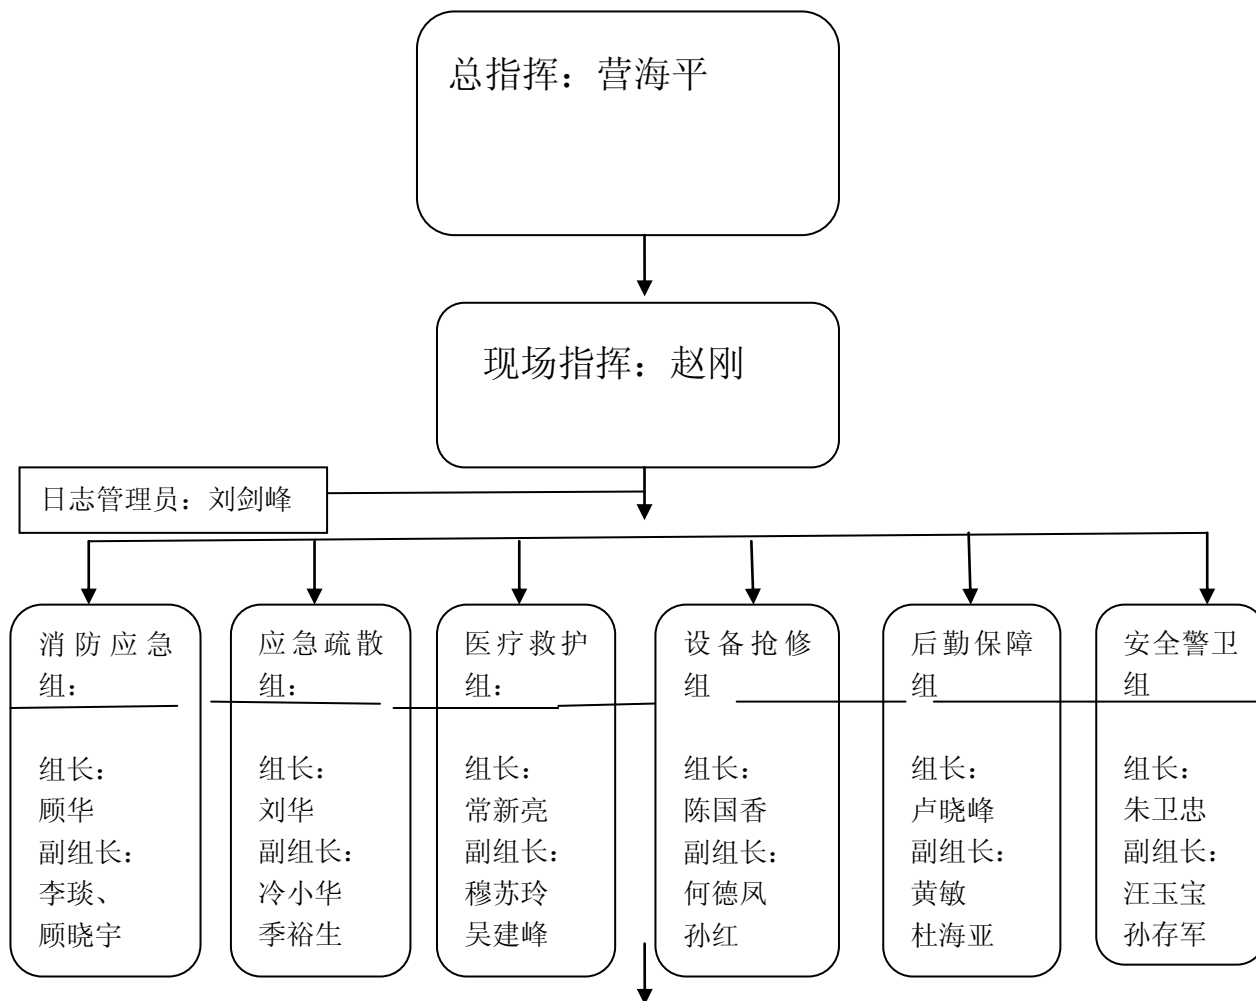 总指挥：营海平
现场指挥：赵刚
日志管理员：刘剑峰
消防应急
组：
组长：
顾华
副组长：
李琰、
顾晓宇
应急疏散
组：
组长：
刘华
副组长：
冷小华
季裕生
医疗救护
组：
组长：
常新亮
副组长：
穆苏玲
吴建峰
设备抢修
组
组长：
陈国香
副组长：
何德凤
孙红
后勤保障
组
组长：
卢晓峰
副组长：
黄敏
杜海亚
安全警卫
组
组长：
朱卫忠
副组长：
汪玉宝
孙存军